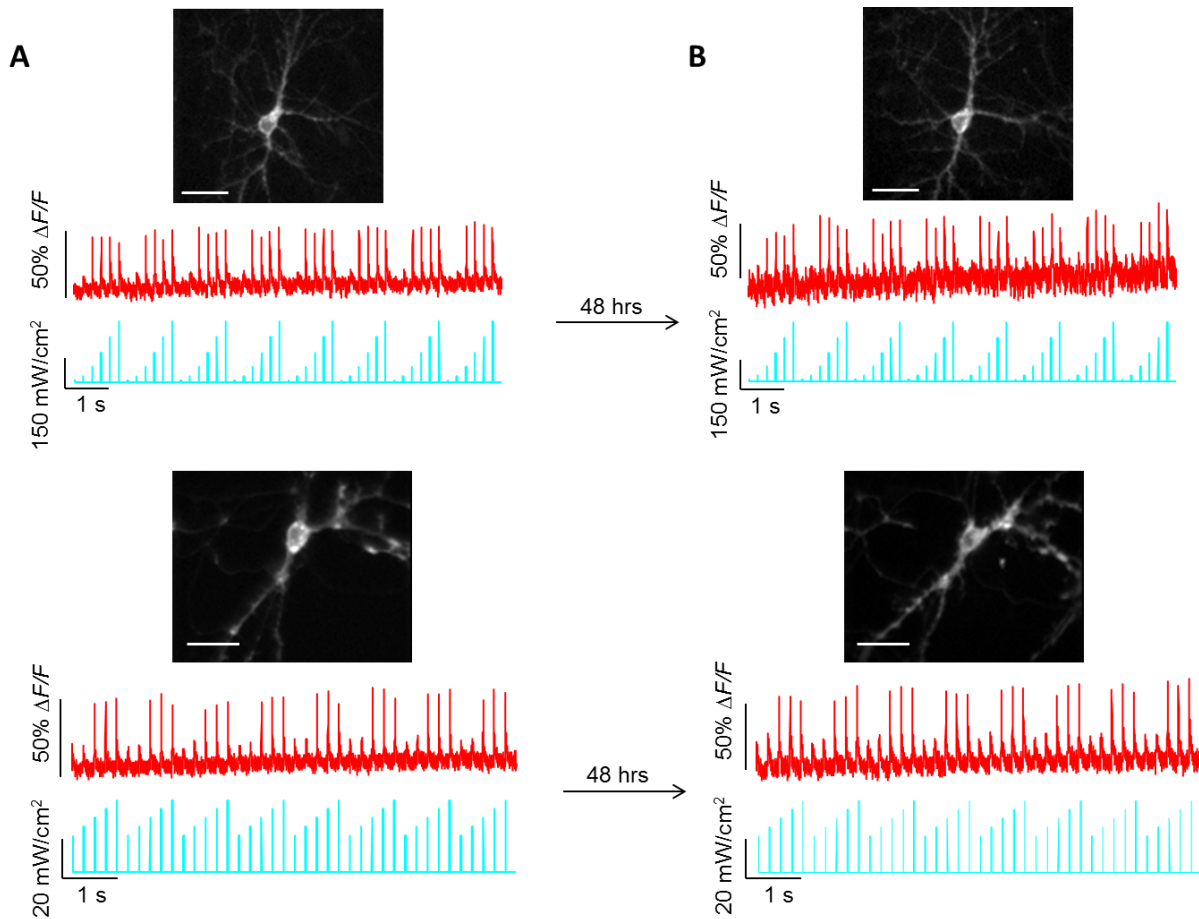 A
B
50% ΔF/F
50% ΔF/F
48 hrs
150 mW/cm²
150 mW/cm²
1 s
1 s
50% ΔF/F
50% ΔF/F
48 hrs
20 mW/cm²
20 mW/cm²
1 s
1 s